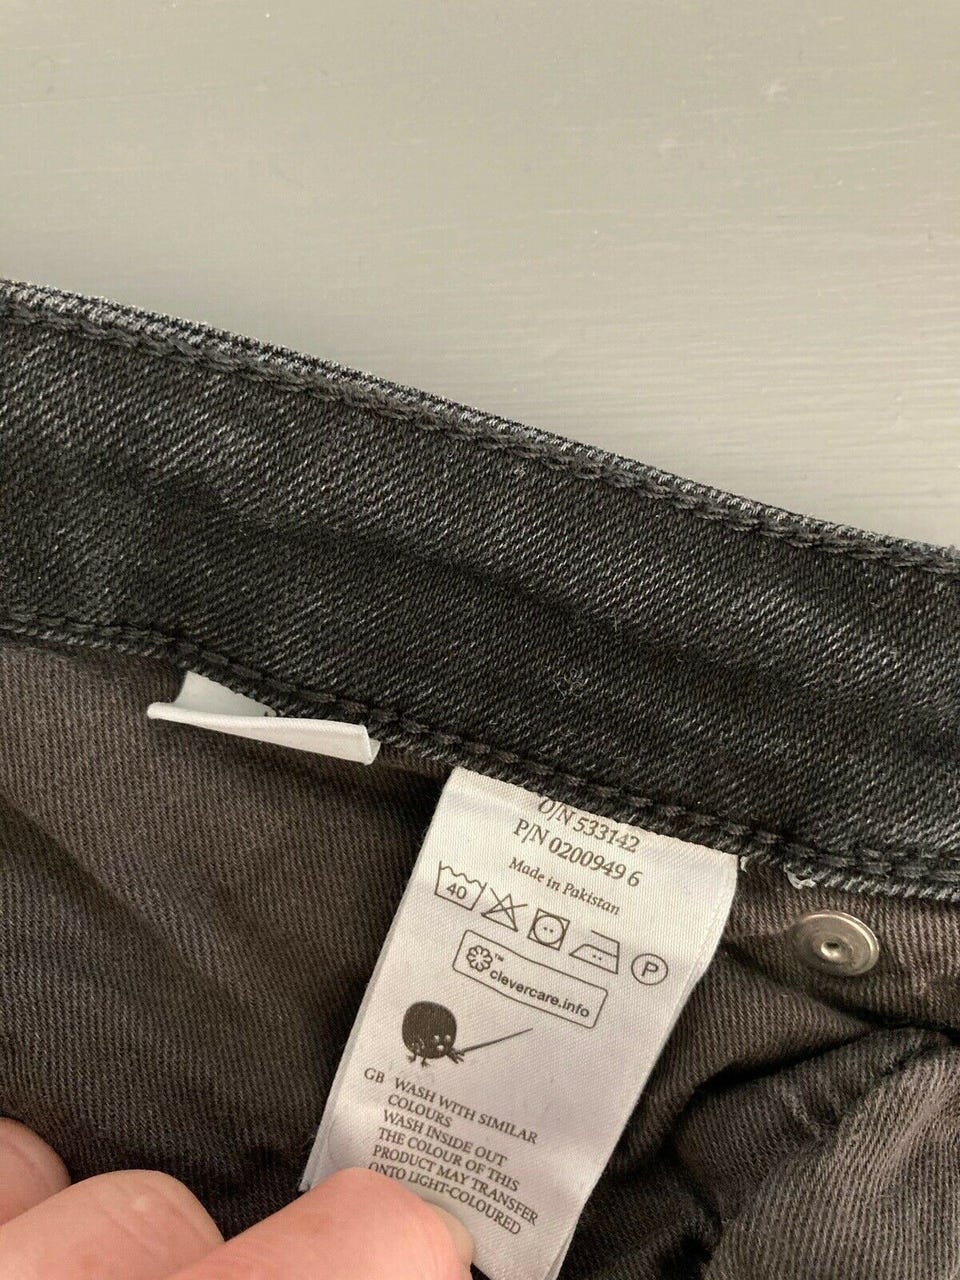 O/N 533142
P/N 0200949 6
Made in Pakistan
40
P
™
clevercare.info
GB WASH WITH SIMILAR
COLOURS
WASH INSIDE OUT
THE COLOUR OF THIS
PRODUCT MAY TRANSFER
ONTO LIGHT-COLOURED